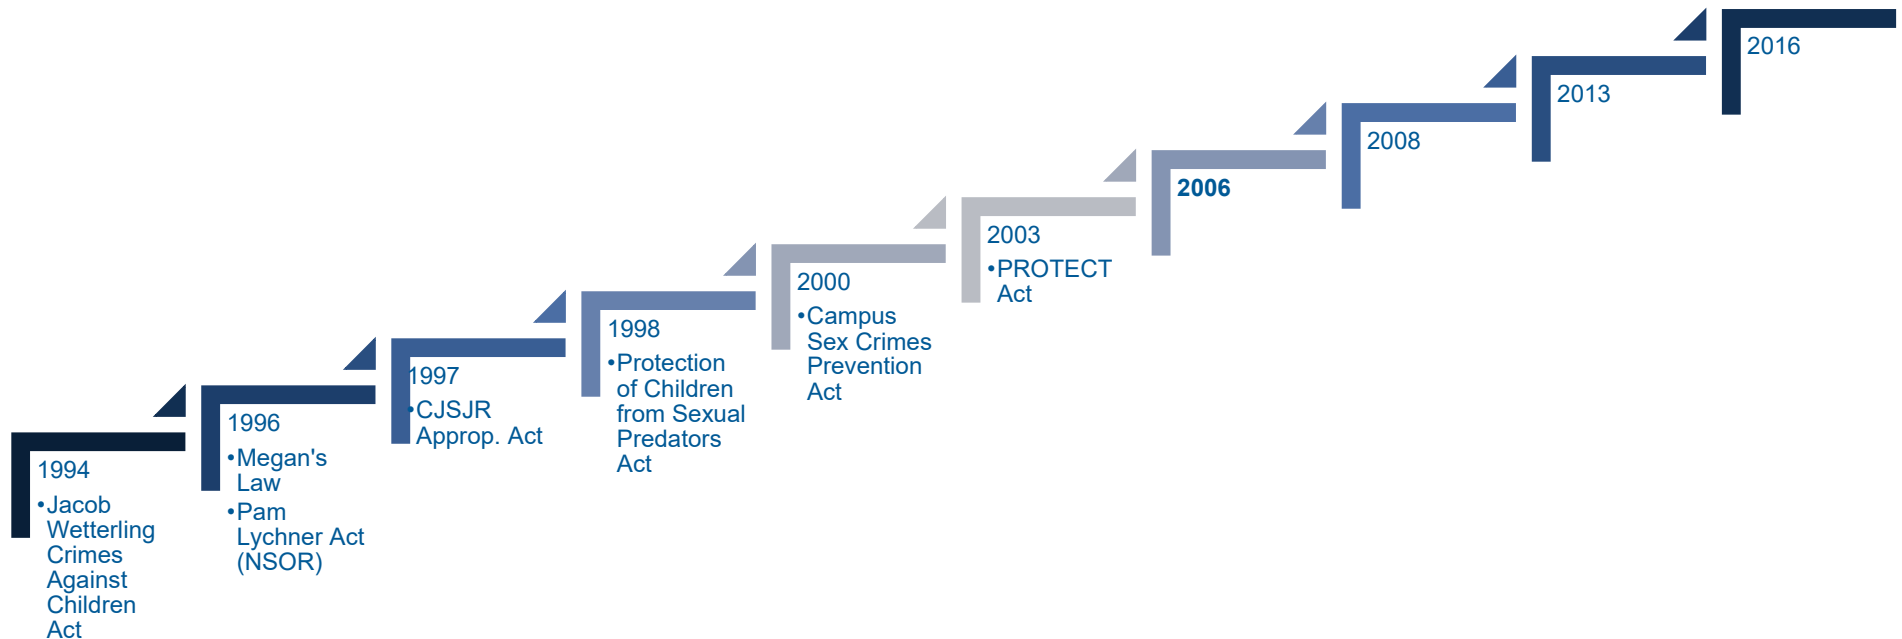 1994
•Jacob
Wetterling
Crimes
Against
Children
Act
1996
•Megan's
Law
•Pam
Lychner Act
(NSOR)
1997
•CJSJR
Approp. Act
1998
•Protection
of Children
from Sexual
Predators
Act
2000
•Campus
Sex Crimes
Prevention
Act
2003
•PROTECT
Act
2006
2008
2013
2016